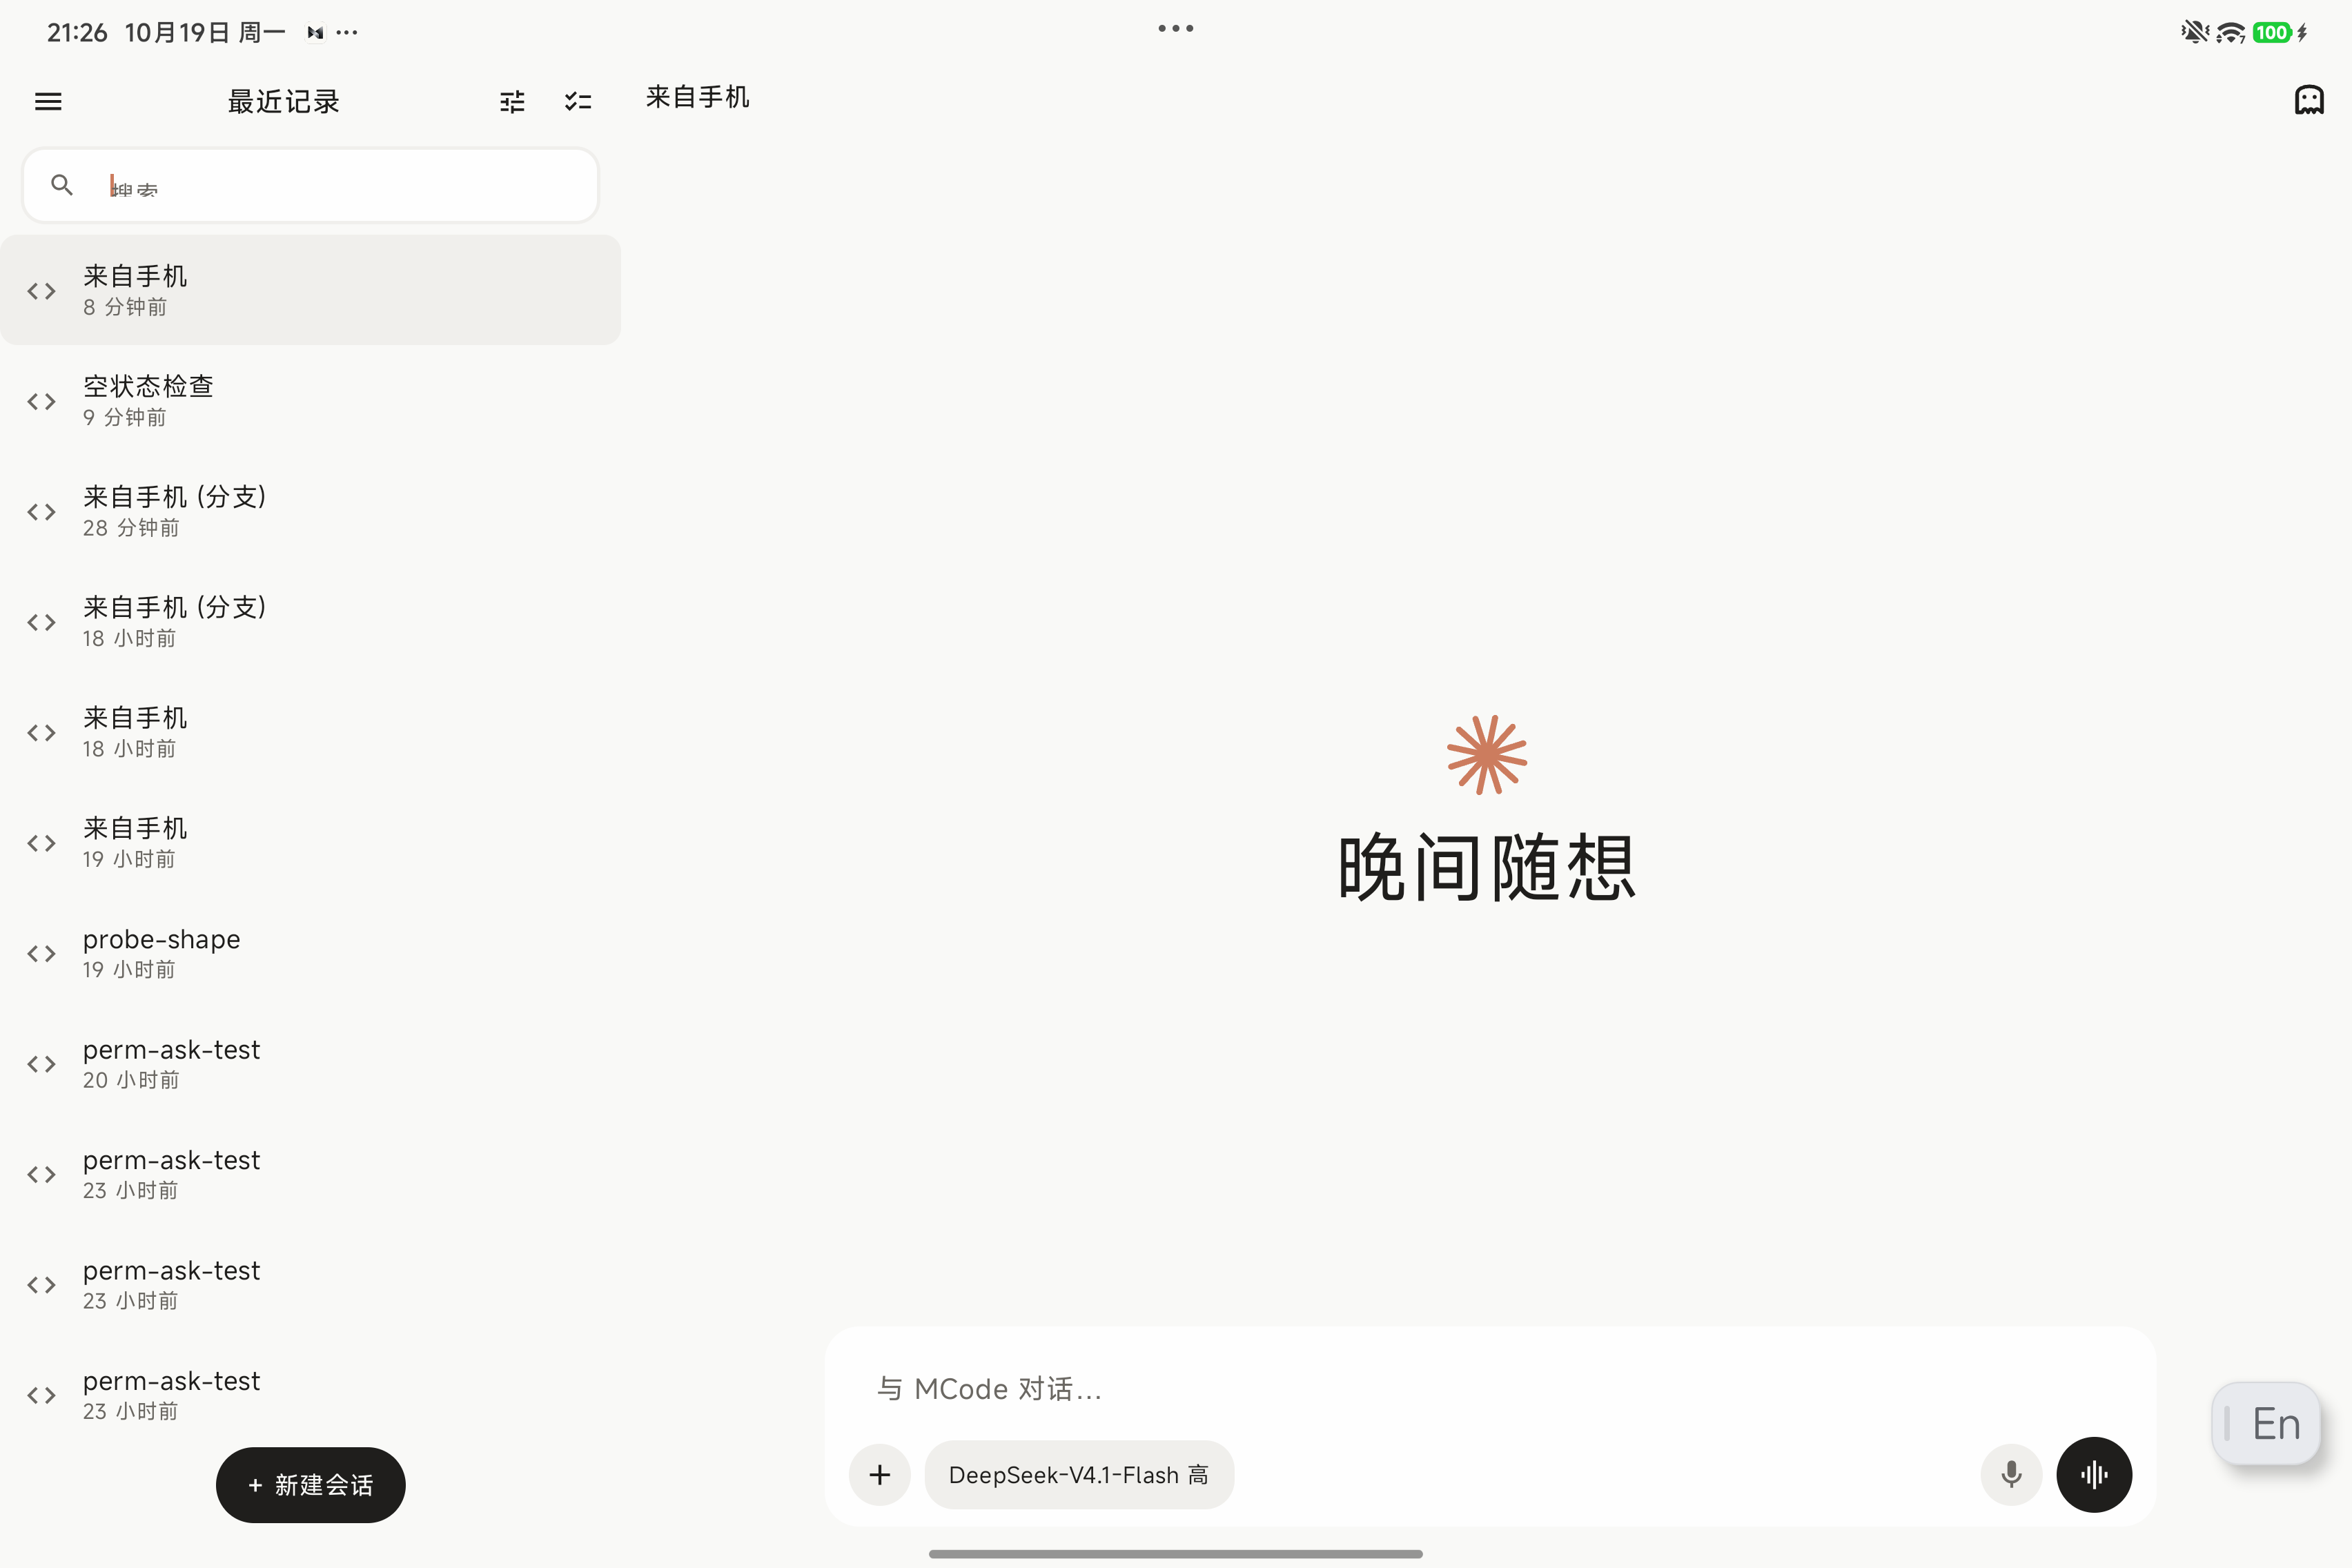 21:26 10月19日 周一
100
最近记录
来自手机
搜索
来自手机
8 分钟前
空状态检查
9 分钟前
来自手机 (分支)
28 分钟前
来自手机 (分支)
18 小时前
来自手机
18 小时前
来自手机
19 小时前
probe-shape
19 小时前
perm-ask-test
20 小时前
perm-ask-test
23 小时前
perm-ask-test
23 小时前
perm-ask-test
23 小时前
+ 新建会话
晚间随想
与 MCode 对话...
DeepSeek-V4.1-Flash 高
En